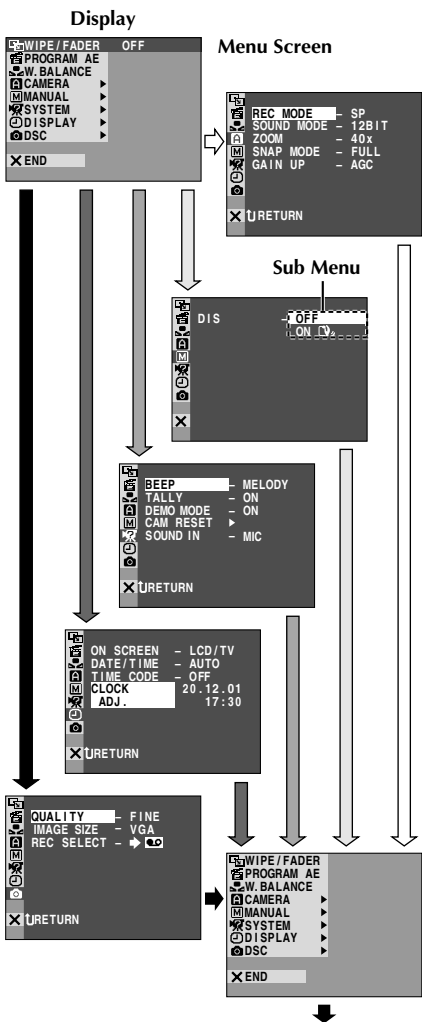 Display
WIPE/FADER OFF
PROGRAM AE
W. BALANCE
CAMERA
MANUAL
SYSTEM
DISPLAY
DSC
END
Menu Screen
REC MODE – SP
SOUND MODE – 12BIT
ZOOM – 40x
SNAP MODE – FULL
GAIN UP – AGC
RETURN
Sub Menu
DIS – OFF
ON
BEEP – MELODY
TALLY – ON
DEMO MODE – ON
CAM RESET
SOUND IN – MIC
RETURN
ON SCREEN – LCD/TV
DATE/TIME – AUTO
TIME CODE – OFF
CLOCK 20.12.01
ADJ. 17:30
RETURN
QUALITY – FINE
IMAGE SIZE – VGA
REC SELECT –
RETURN
WIPE/FADER
PROGRAM AE
W. BALANCE
CAMERA
MANUAL
SYSTEM
DISPLAY
DSC
END